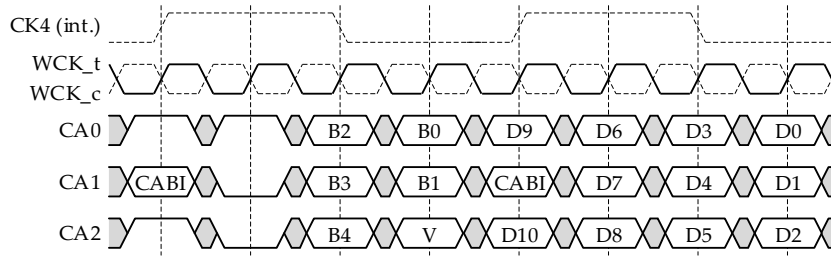 CK4 (int.)
WCK_t
WCK_c
CA0 B2 B0 D9 D6 D3 D0
CA1 CABI B3 B1 CABI D7 D4 D1
CA2 B4 V D10 D8 D5 D2